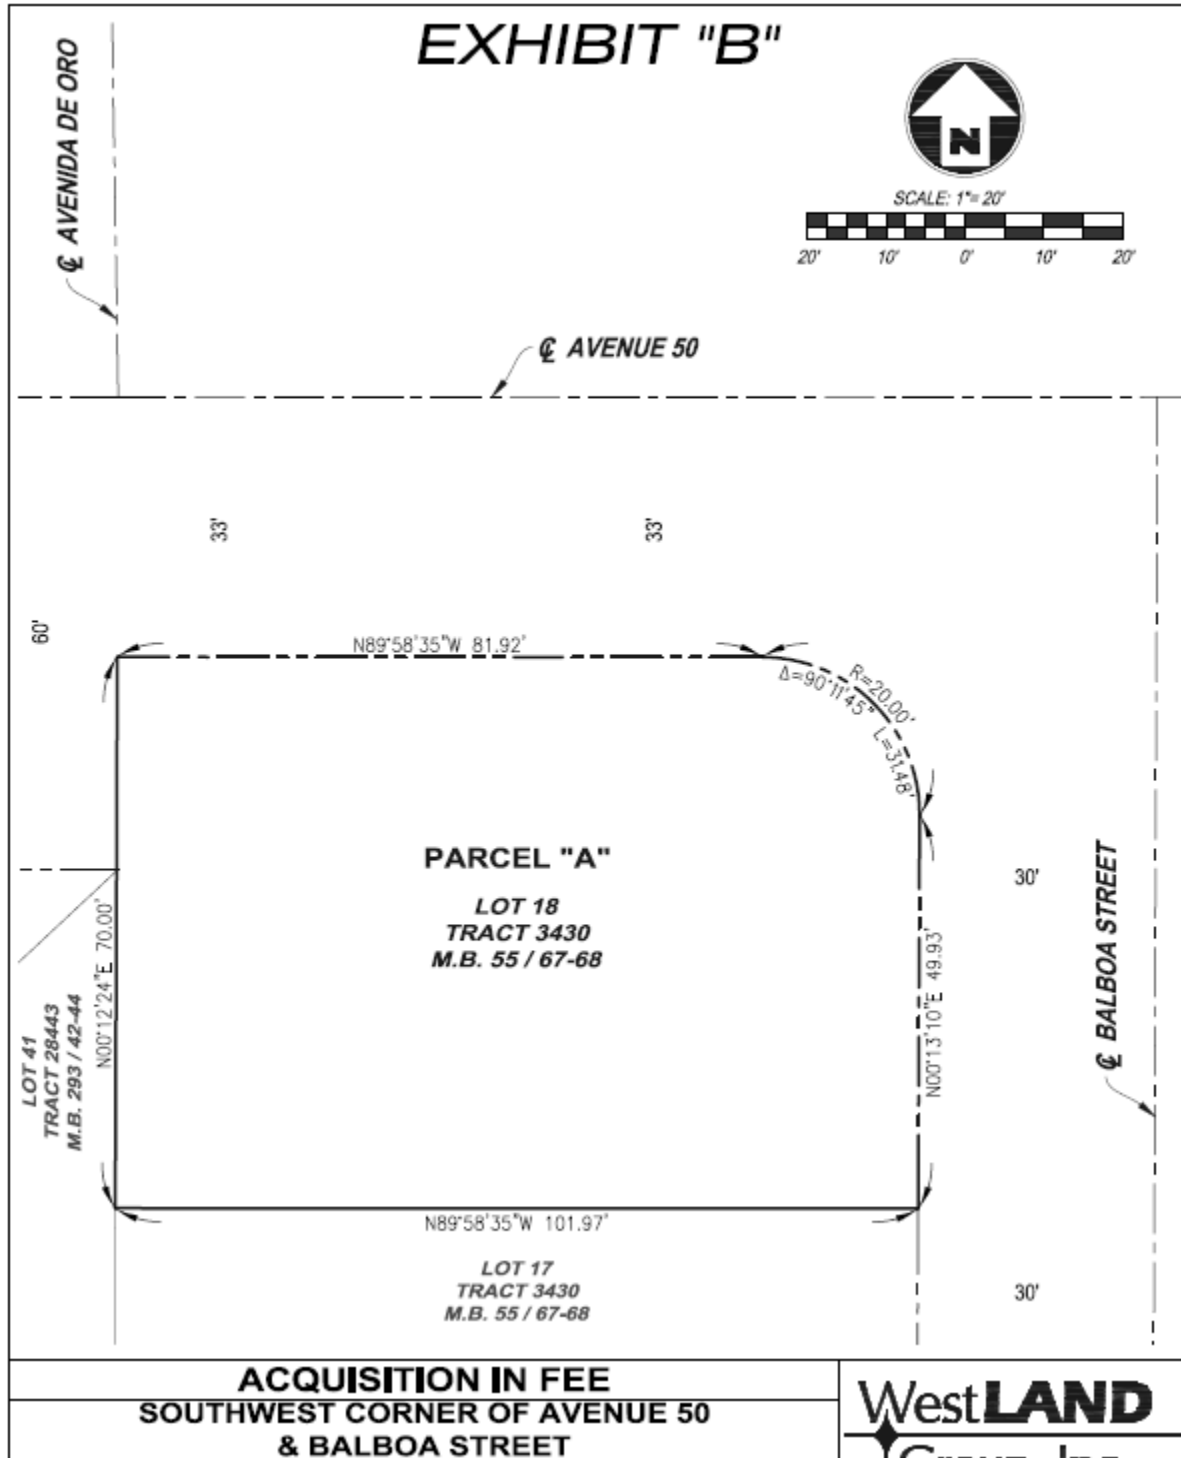 EXHIBIT "B"
℄ AVENIDA DE ORO
N
SCALE: 1"= 20'
20' 10' 0' 10' 20'
℄ AVENUE 50
33' 33'
60'
N89°58'35"W 81.92'
R=20.00'
Δ=90°11'45" L=31.48'
PARCEL "A"
LOT 18
TRACT 3430
M.B. 55 / 67-68
30'
℄ BALBOA STREET
N00°12'24"E 70.00'
N00°13'10"E 49.93'
LOT 41
TRACT 28443
M.B. 293 / 42-44
N89°58'35"W 101.97'
LOT 17
TRACT 3430
M.B. 55 / 67-68
30'
ACQUISITION IN FEE
SOUTHWEST CORNER OF AVENUE 50
& BALBOA STREET
WestLAND
Group, Inc.